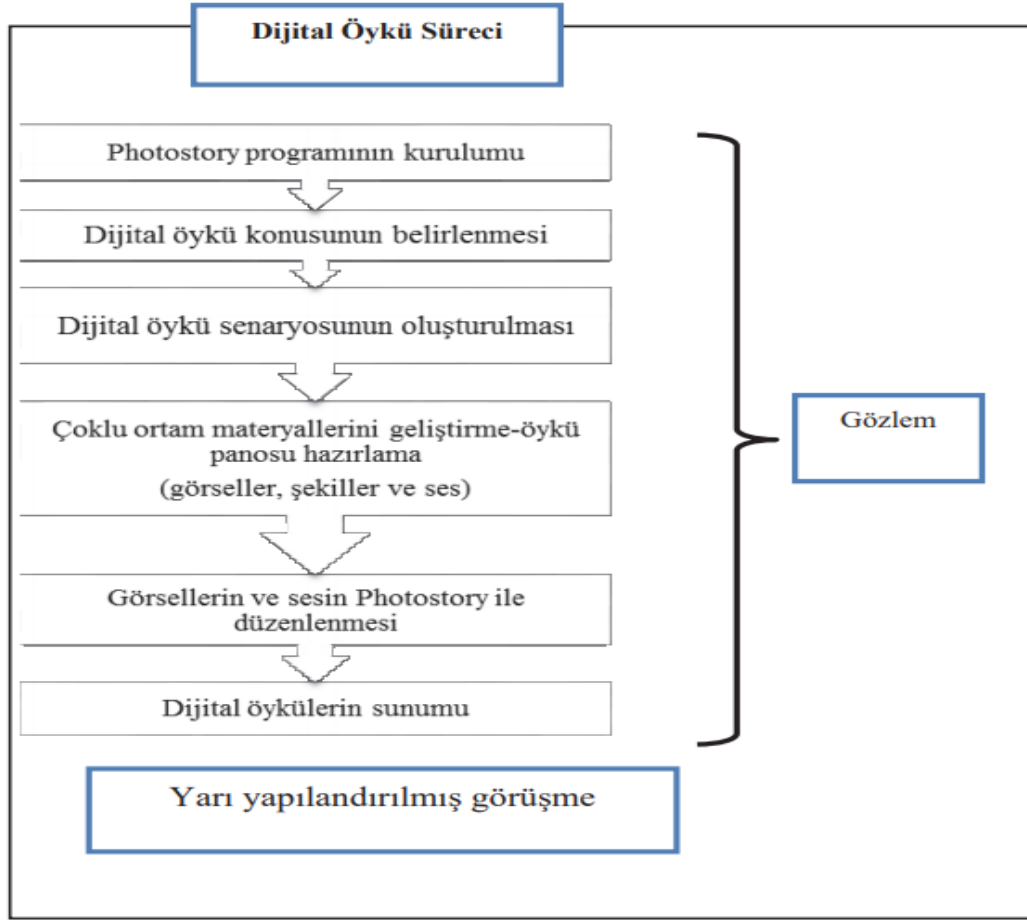 Dijital Öykü Süreci
Photostory programının kurulumu
Dijital öykü konusunun belirlenmesi
Dijital öykü senaryosunun oluşturulması
Çoklu ortam materyallerini geliştirme-öykü
panosu hazırlama
(görseller, şekiller ve ses)
Görsellerin ve sesin Photostory ile
düzenlenmesi
Dijital öykülerin sunumu
Gözlem
Yarı yapılandırılmış görüşme